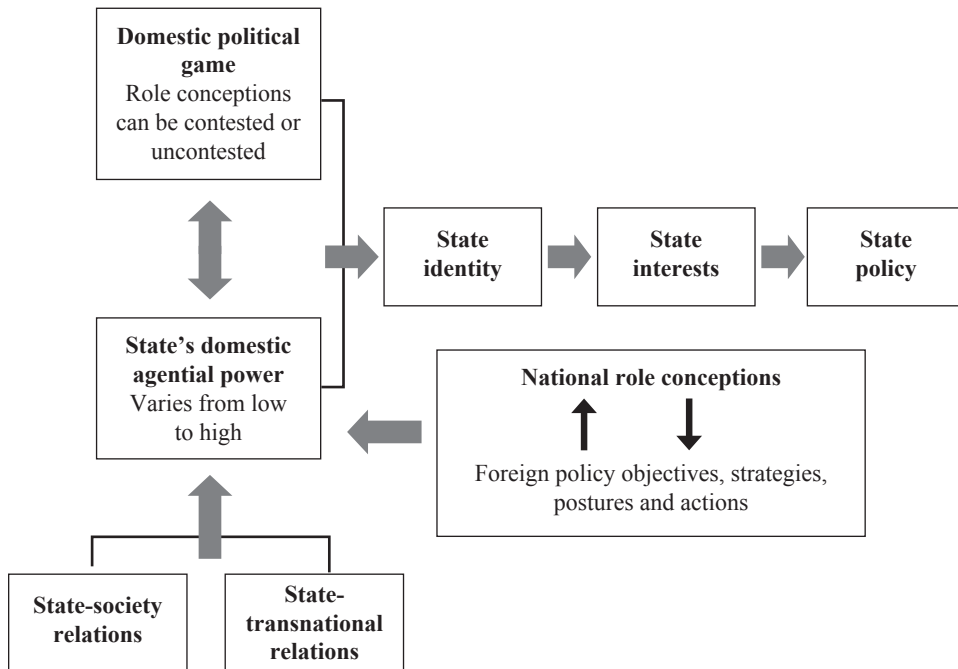 Domestic political
game
Role conceptions
can be contested or
uncontested
State
identity
State
interests
State
policy
State’s domestic
agential power
Varies from low
to high
National role conceptions
Foreign policy objectives, strategies,
postures and actions
State-society
relations
State-
transnational
relations